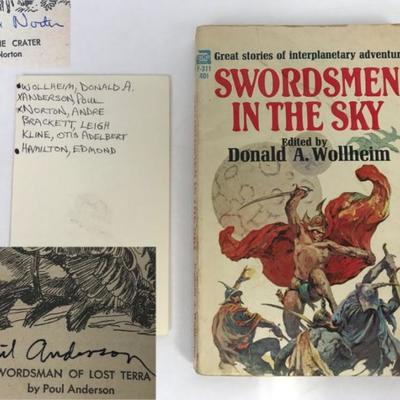 Norton
HE CRATER
Norton
• WOLLHEIM, DONALD A.
XANDERSON, POUL
XNORTON, ANDRE
BRACKETT, LEIGH
KLINE, OTIS ADELBERT
• HAMILTON, EDMOND
ul Anderson
WORDSMAN OF LOST TERRA
by Poul Anderson
F-311
40¢
Great stories of interplanetary adventure
SWORDSMEN
IN THE SKY
Edited by
Donald A. Wollheim